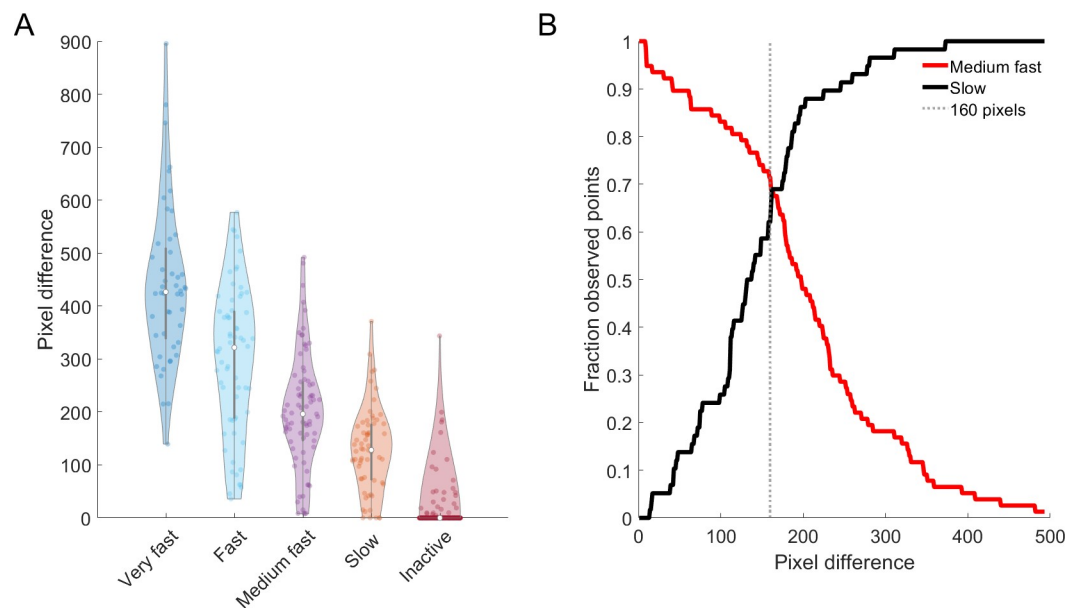 A
Pixel difference
900
800
700
600
500
400
300
200
100
0
Very fast
Fast
Medium fast
Slow
Inactive
B
Fraction observed points
1
0.9
0.8
0.7
0.6
0.5
0.4
0.3
0.2
0.1
0
Medium fast
Slow
160 pixels
0 100 200 300 400 500
Pixel difference